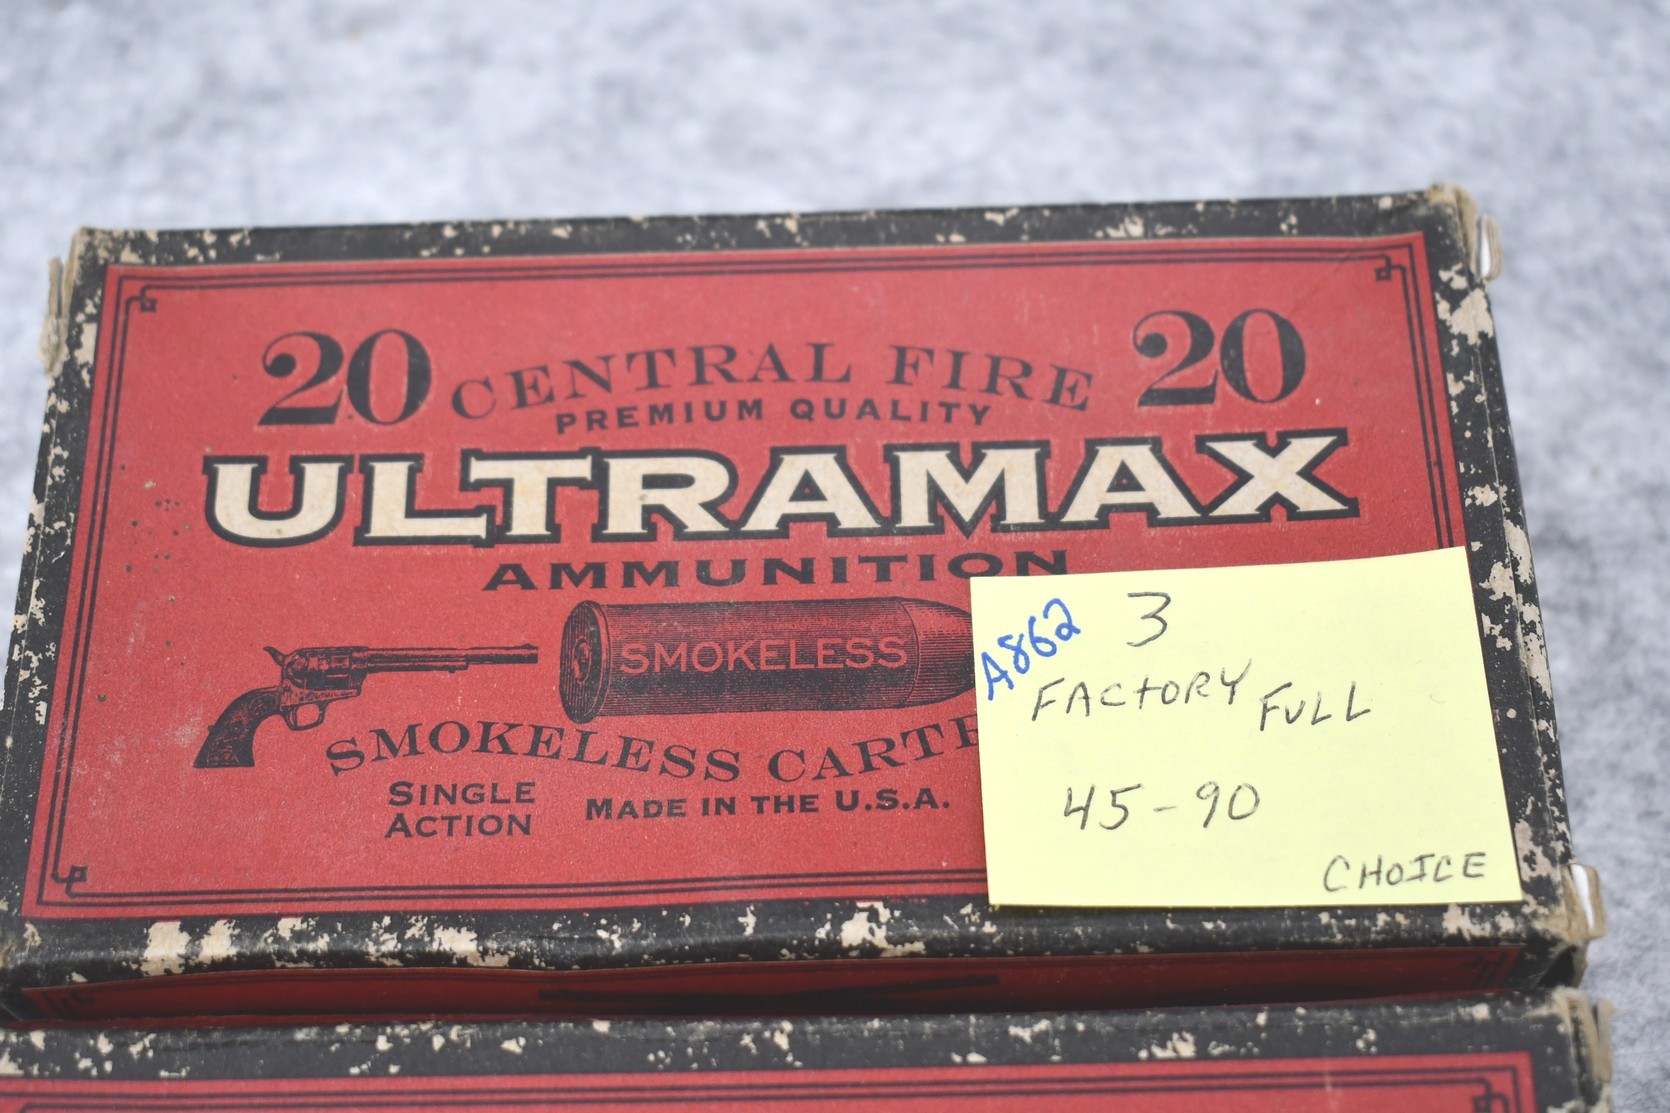 20 CENTRAL FIRE 20
PREMIUM QUALITY
ULTRAMAX
AMMUNITION
SMOKELESS
SMOKELESS CARTR
SINGLE
ACTION
MADE IN THE U.S.A.
A862
3
FACTORY FULL
45-90
CHOICE